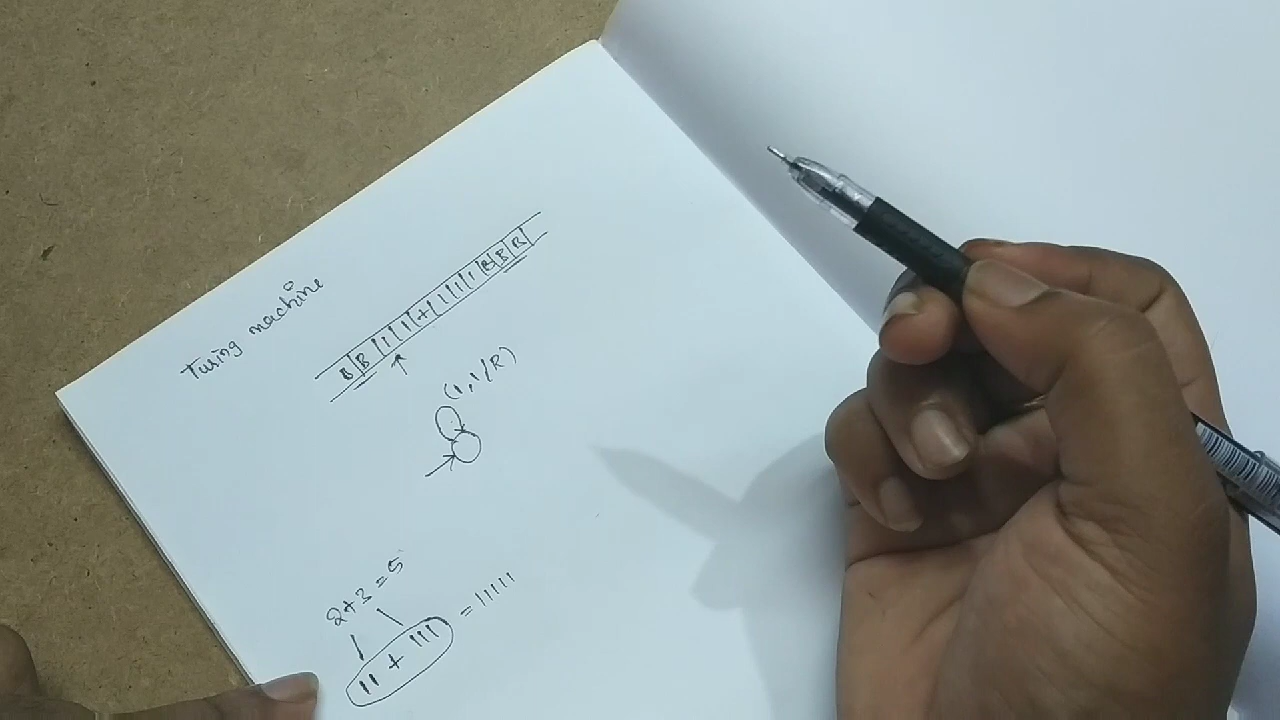 Turing machine
B B 1 1 + 1 1 1 B B B
(1,1/R)
2+3=5
11 + 111 = 11111